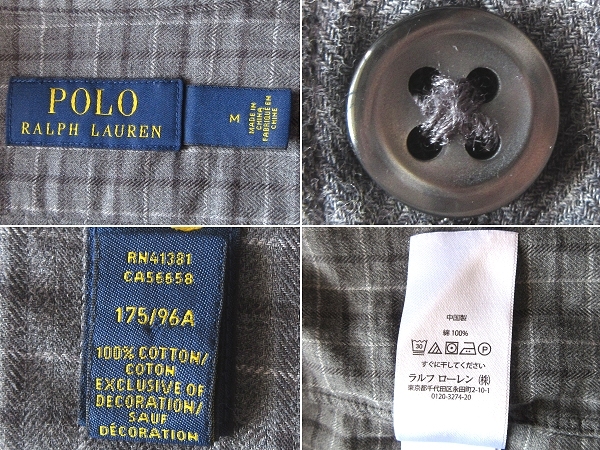 POLO
RALPH LAUREN
M
MADE IN
CHINA
FABRIQUÉ EN
CHINE
RN41381
CA56658
175/96A
100% COTTON/
COTON
EXCLUSIVE OF
DECORATION/
SAUF
DÉCORATION
中国製
綿 100%
30
P
すぐに干してください
ラルフ ローレン (株)
東京都千代田区永田町2-10-1
0120-3274-20